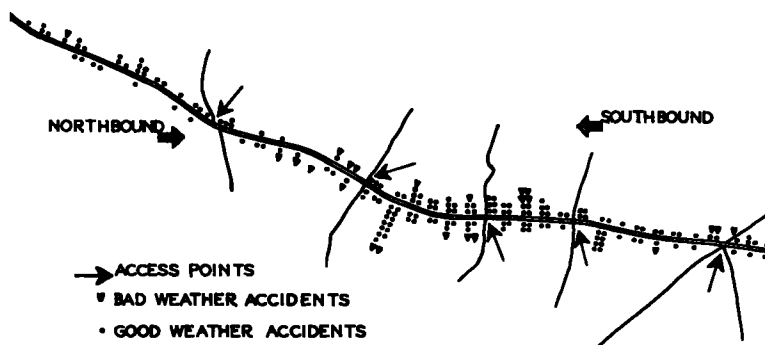 NORTHBOUND
SOUTHBOUND
ACCESS POINTS
BAD WEATHER ACCIDENTS
GOOD WEATHER ACCIDENTS